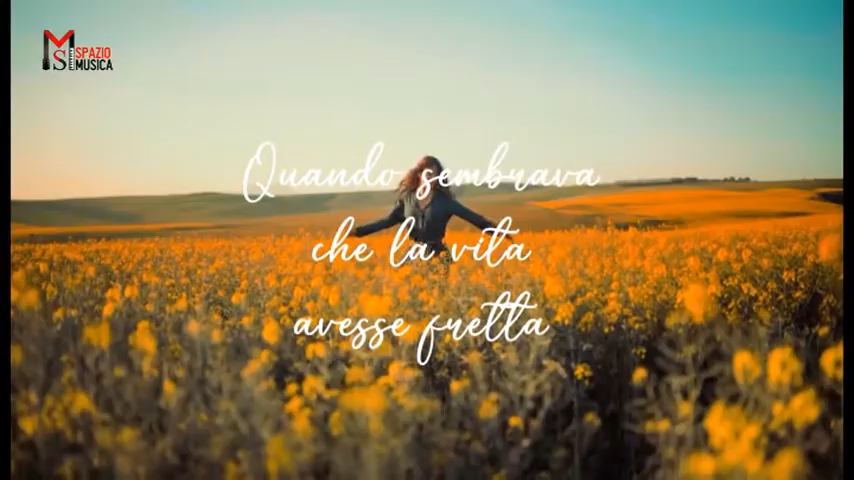 SPAZIO
MUSICA
Quando sembrava
che la vita
avesse fretta